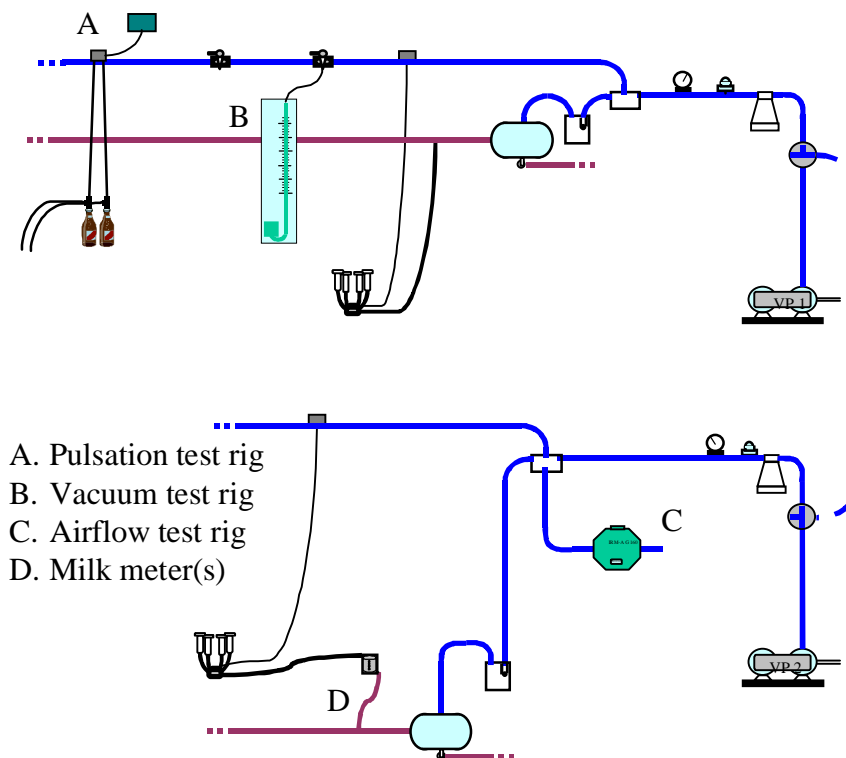 A
B
VP 1
A. Pulsation test rig
B. Vacuum test rig
C. Airflow test rig
D. Milk meter(s)
C
D
VP 2